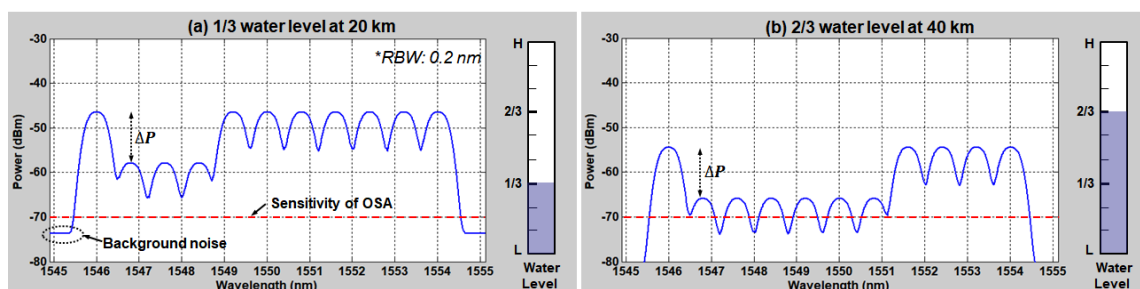 (a) 1/3 water level at 20 km
*RBW: 0.2 nm
Power (dBm)
-30
-40
-50
-60
-70
-80
ΔP
Sensitivity of OSA
Background noise
1545 1546 1547 1548 1549 1550 1551 1552 1553 1554 1555
Wavelength (nm)
H
2/3
1/3
L
Water
Level
(b) 2/3 water level at 40 km
Power (dBm)
-30
-40
-50
-60
-70
-80
ΔP
1545 1546 1547 1548 1549 1550 1551 1552 1553 1554 1555
Wavelength (nm)
H
2/3
1/3
L
Water
Level